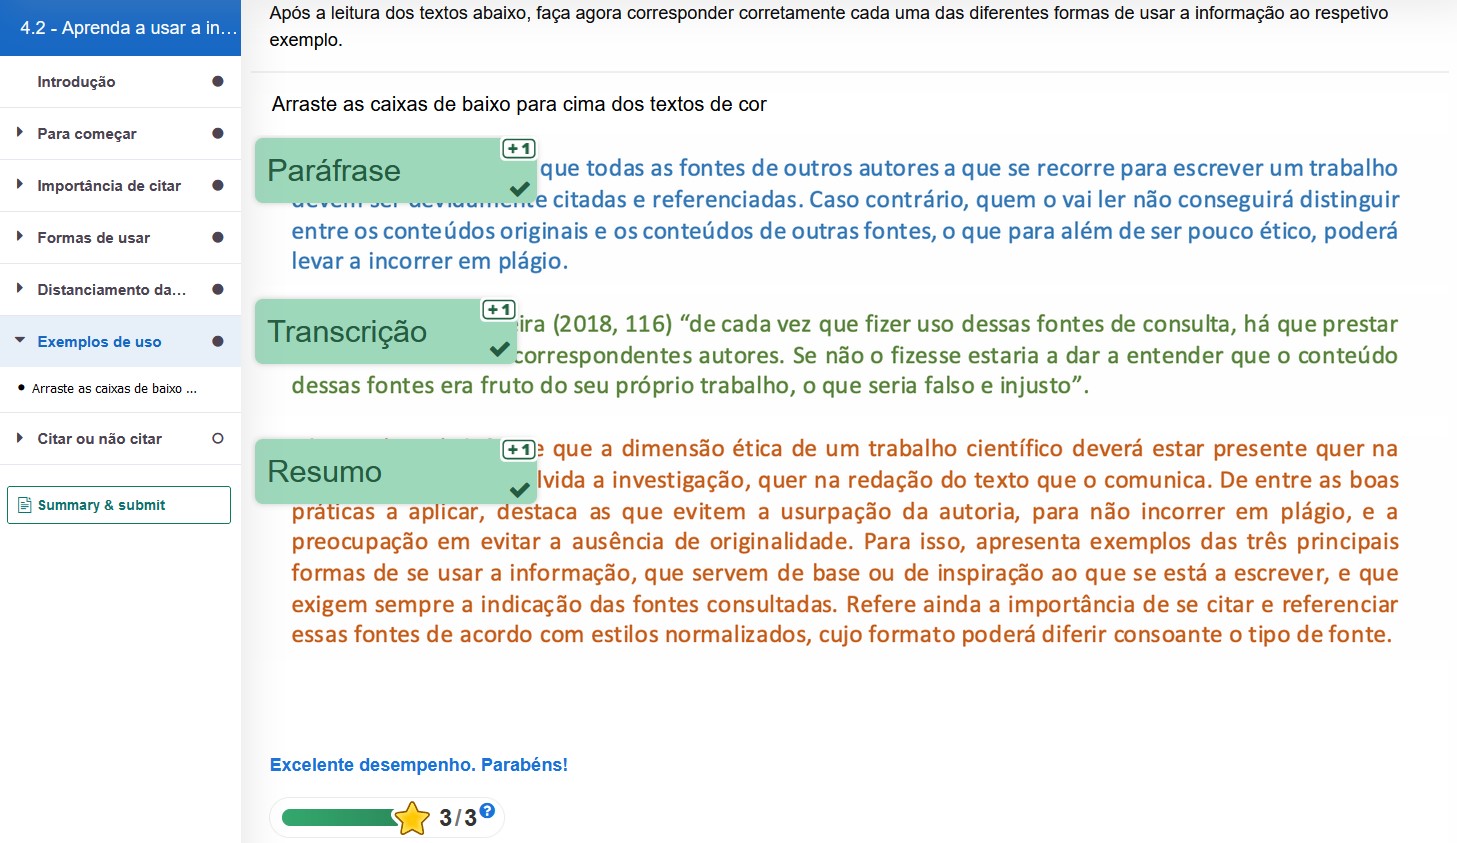 4.2 - Aprenda a usar a in...
Introdução
Para começar
Importância de citar
Formas de usar
Distanciamento da...
Exemplos de uso
Arraste as caixas de baixo ...
Citar ou não citar
Summary & submit
Após a leitura dos textos abaixo, faça agora corresponder corretamente cada uma das diferentes formas de usar a informação ao respetivo
exemplo.
Arraste as caixas de baixo para cima dos textos de cor
Paráfrase
+1
que todas as fontes de outros autores a que se recorre para escrever um trabalho
citadas e referenciadas. Caso contrário, quem o vai ler não conseguirá distinguir
entre os conteúdos originais e os conteúdos de outras fontes, o que para além de ser pouco ético, poderá
levar a incorrer em plágio.
Transcrição
+1
(2018, 116) “de cada vez que fizer uso dessas fontes de consulta, há que prestar
correspondentes autores. Se não o fizesse estaria a dar a entender que o conteúdo
dessas fontes era fruto do seu próprio trabalho, o que seria falso e injusto”.
Resumo
+1
que a dimensão ética de um trabalho científico deverá estar presente quer na
a investigação, quer na redação do texto que o comunica. De entre as boas
práticas a aplicar, destaca as que evitem a usurpação da autoria, para não incorrer em plágio, e a
preocupação em evitar a ausência de originalidade. Para isso, apresenta exemplos das três principais
formas de se usar a informação, que servem de base ou de inspiração ao que se está a escrever, e que
exigem sempre a indicação das fontes consultadas. Refere ainda a importância de se citar e referenciar
essas fontes de acordo com estilos normalizados, cujo formato poderá diferir consoante o tipo de fonte.
Excelente desempenho. Parabéns!
3/3
?